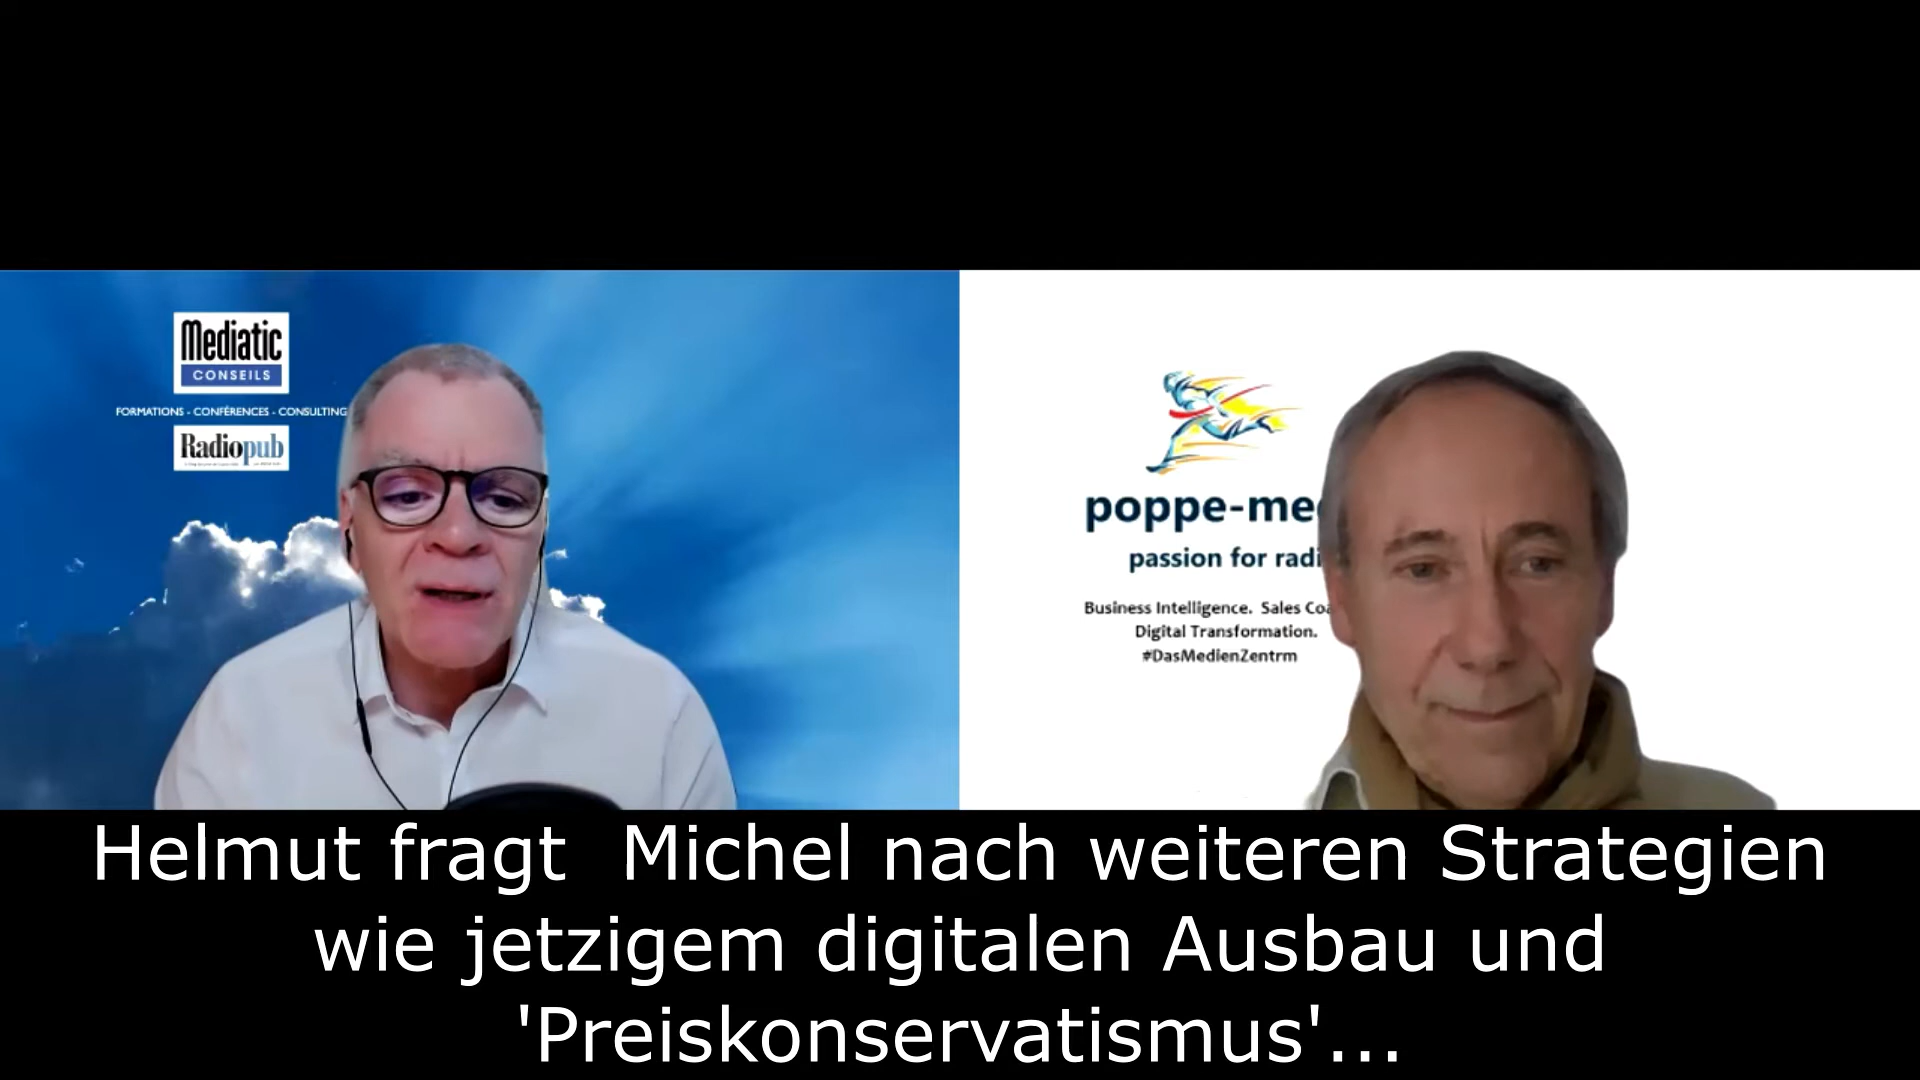 Mediatic
CONSEILS
FORMATIONS - CONFÉRENCES - CONSULTING
Radiopub
poppe-me
passion for radi
Business Intelligence. Sales Coa
Digital Transformation.
#DasMedienZentrm
Helmut fragt Michel nach weiteren Strategien
wie jetzigem digitalen Ausbau und
'Preiskonservatismus'...